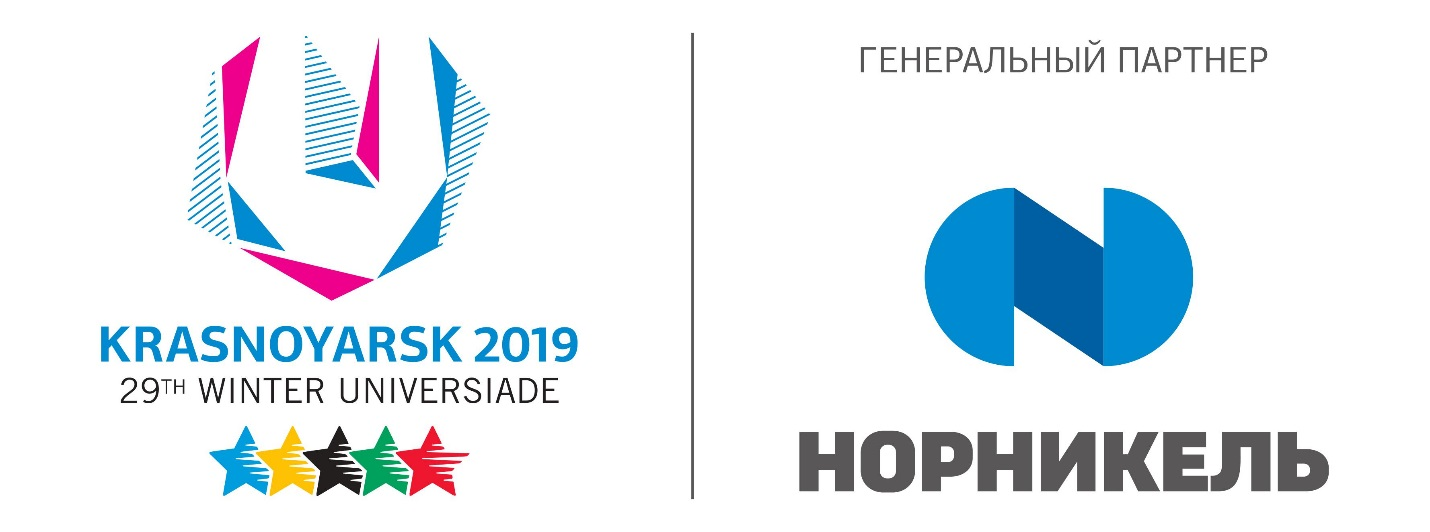 KRASNOYARSK 2019
29TH WINTER UNIVERSIADE
ГЕНЕРАЛЬНЫЙ ПАРТНЕР
НОРНИКЕЛЬ